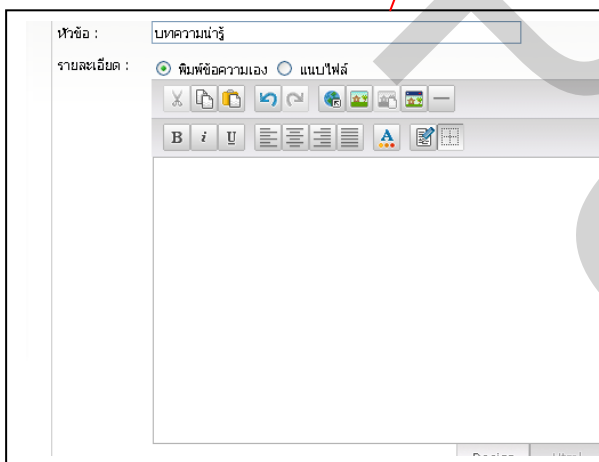 หัวข้อ : บทความน่ารู้
รายละเอียด : พิมพ์ข้อความเอง แนบไฟล์
B i U A
Design Html